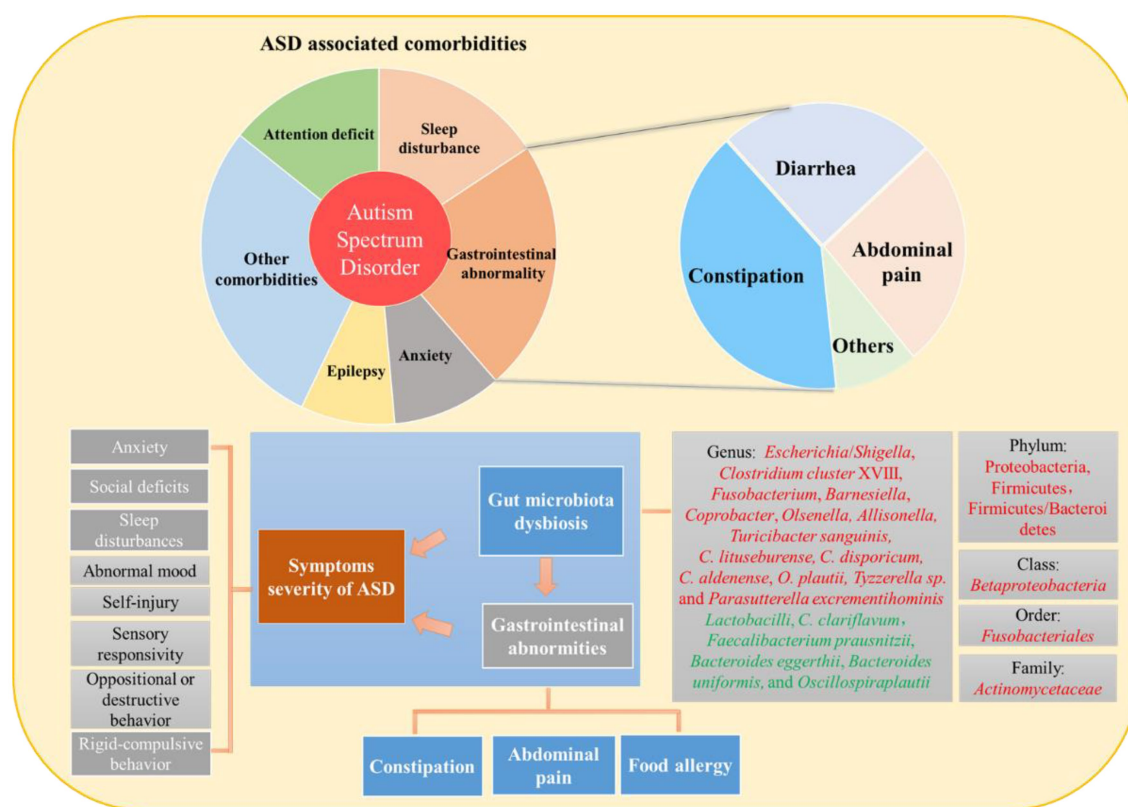 ASD associated comorbidities
Attention deficit
Sleep
disturbance
Autism
Spectrum
Disorder
Gastrointestinal
abnormality
Other
comorbidities
Anxiety
Epilepsy
Diarrhea
Abdominal
pain
Constipation
Others
Anxiety
Social deficits
Sleep
disturbances
Abnormal mood
Self-injury
Sensory
responsivity
Oppositional or
destructive
behavior
Rigid-compulsive
behavior
Symptoms
severity of ASD
Gut microbiota
dysbiosis
Gastrointestinal
abnormities
Constipation
Abdominal
pain
Food allergy
Genus: Escherichia/Shigella,
Clostridium cluster XVIII,
Fusobacterium, Barnesiella,
Coprobacter, Olsenella, Allisonella,
Turicibacter sanguinis,
C. lituseburense, C. disporicum,
C. aldenense, O. plautii, Tyzzerella sp.
and Parasutterella excrementihominis
Lactobacilli, C. clariflavum,
Faecalibacterium prausnitzii,
Bacteroides eggerthii, Bacteroides
uniformis, and Oscillospiraplautii
Phylum:
Proteobacteria,
Firmicutes,
Firmicutes/Bacteroi
detes
Class:
Betaproteobacteria
Order:
Fusobacteriales
Family:
Actinomycetaceae